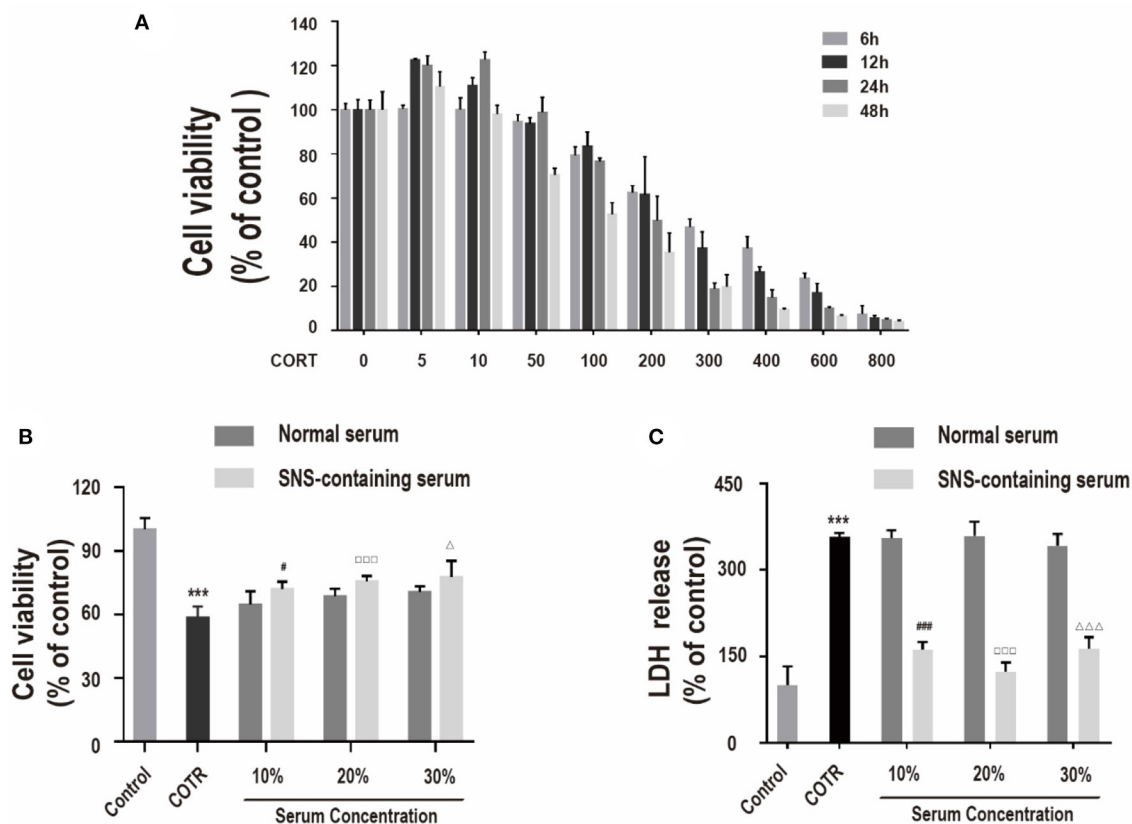 A
Cell viability
(% of control )
140
120
100
80
60
40
20
0
6h
12h
24h
48h
CORT 0 5 10 50 100 200 300 400 600 800
B
Normal serum
SNS-containing serum
Cell viability
(% of control)
120
90
60
30
0
***
#
□□□
△
Control COTR 10% 20% 30%
Serum Concentration
C
Normal serum
SNS-containing serum
LDH release
(% of control)
450
300
150
0
***
###
□□□
△△△
Control COTR 10% 20% 30%
Serum Concentration